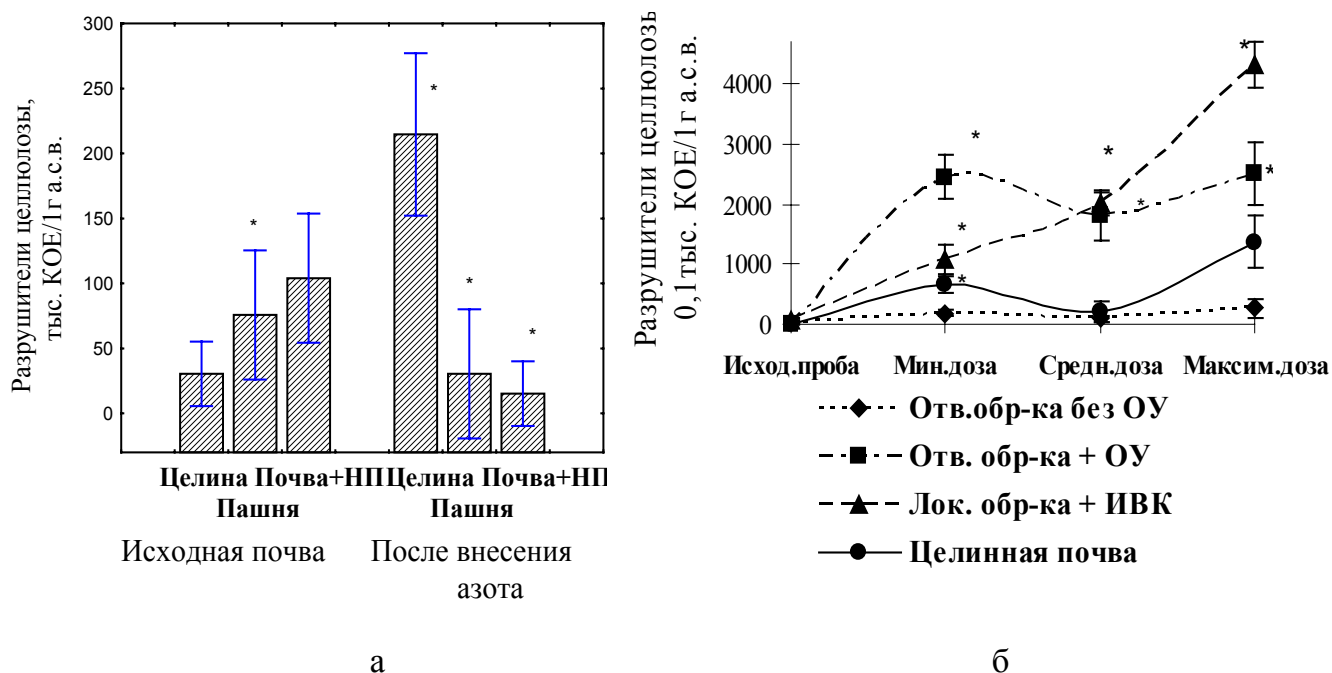 Разрушители целлюлозы,
тыс. КОЕ/1г а.с.в.
300
250
200
150
100
50
0
*
*
*
*
Целина Почва+НП
Пашня
Целина Почва+НП
Пашня
Исходная почва
После внесения
азота
а
Разрушители целлюлозы
0,1тыс. КОЕ/1г а.с.в.
4000
3000
2000
1000
0
*
*
*
*
*
*
*
Исход.проба Мин.доза Средн.доза Максим.доза
Отв.обр-ка без ОУ
Отв. обр-ка + ОУ
Лок. обр-ка + ИВК
Целинная почва
б